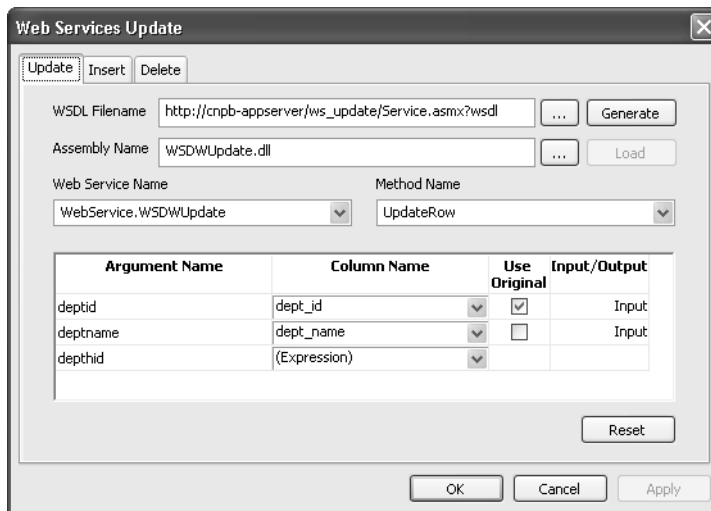 Web Services Update
Update Insert Delete
WSDL Filename http://cnpb-appserver/ws_update/Service.asmx?wsdl ... Generate
Assembly Name WSDWUpdate.dll ... Load
Web Service Name Method Name
WebService.WSDWUpdate UpdateRow
Argument Name Column Name Use Original Input/Output
deptid dept_id Input
deptname dept_name Input
depthid (Expression)
Reset
OK Cancel Apply